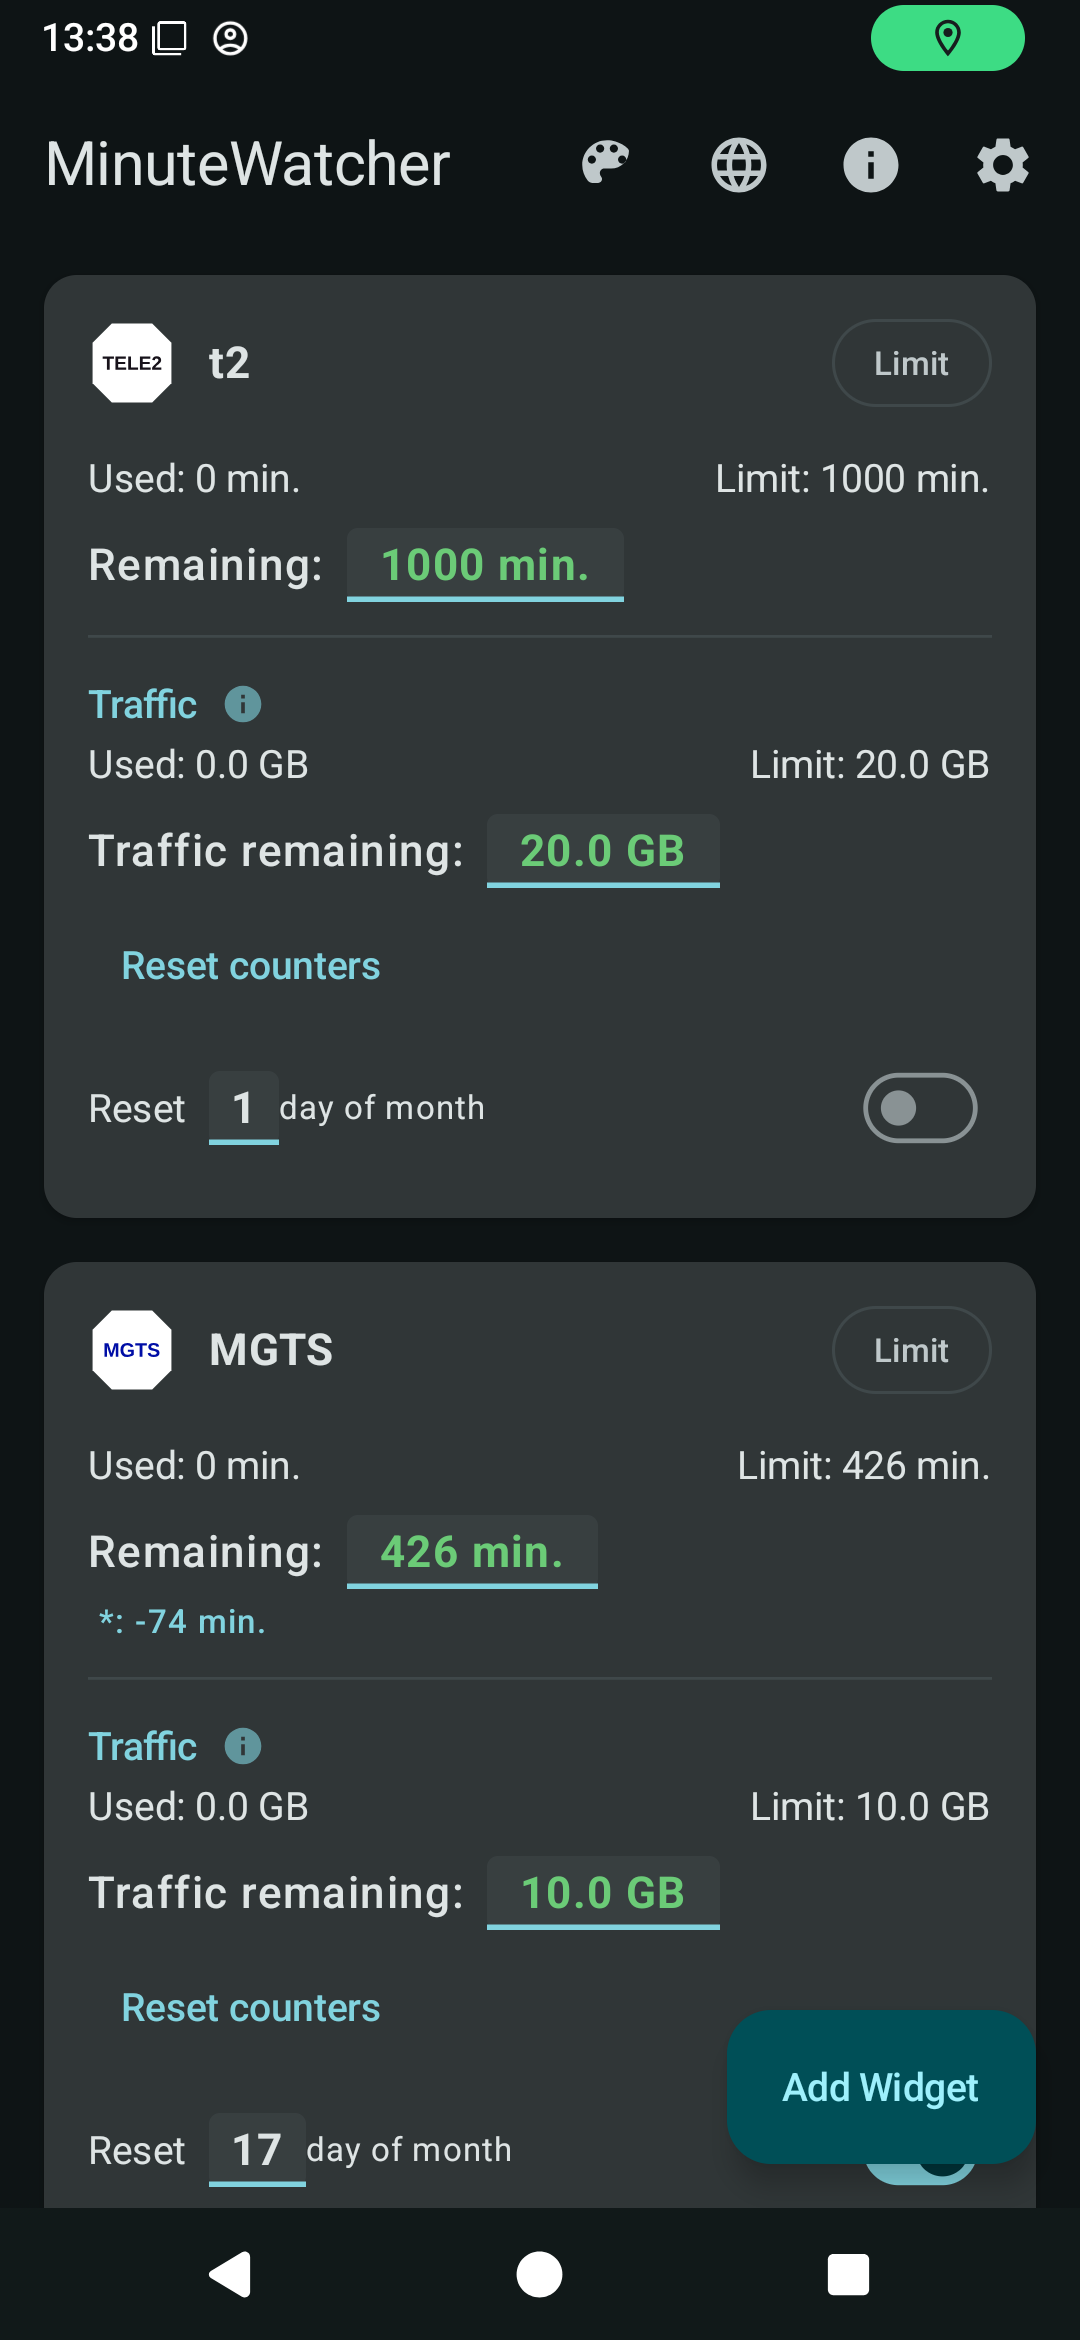 13:38
MinuteWatcher
TELE2 t2 Limit
Used: 0 min. Limit: 1000 min.
Remaining: 1000 min.
Traffic
Used: 0.0 GB Limit: 20.0 GB
Traffic remaining: 20.0 GB
Reset counters
Reset 1 day of month
MGTS MGTS Limit
Used: 0 min. Limit: 426 min.
Remaining: 426 min.
*: -74 min.
Traffic
Used: 0.0 GB Limit: 10.0 GB
Traffic remaining: 10.0 GB
Reset counters
Add Widget
Reset 17 day of month